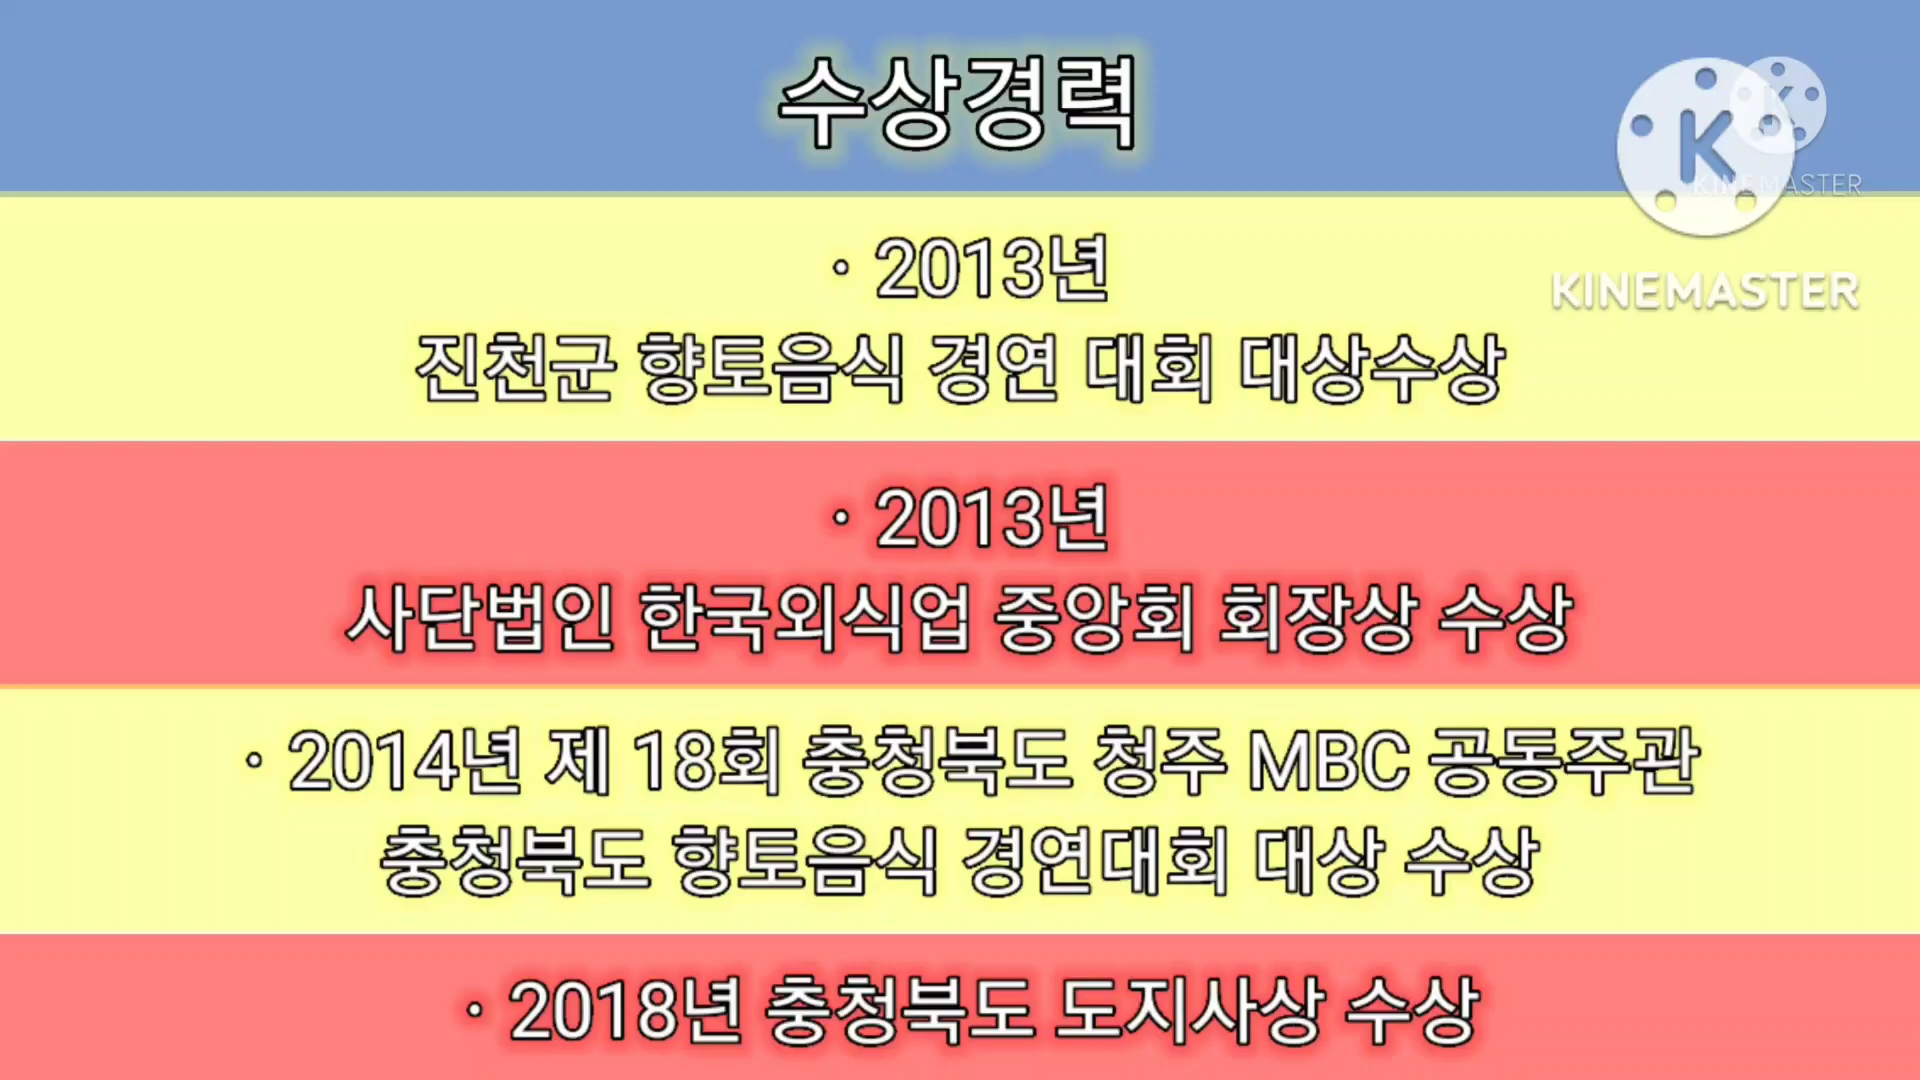 수상경력
K
K
KINEMASTER
KINEMASTER
· 2013년
진천군 향토음식 경연 대회 대상수상
· 2013년
사단법인 한국외식업 중앙회 회장상 수상
· 2014년 제 18회 충청북도 청주 MBC 공동주관
충청북도 향토음식 경연대회 대상 수상
· 2018년 충청북도 도지사상 수상